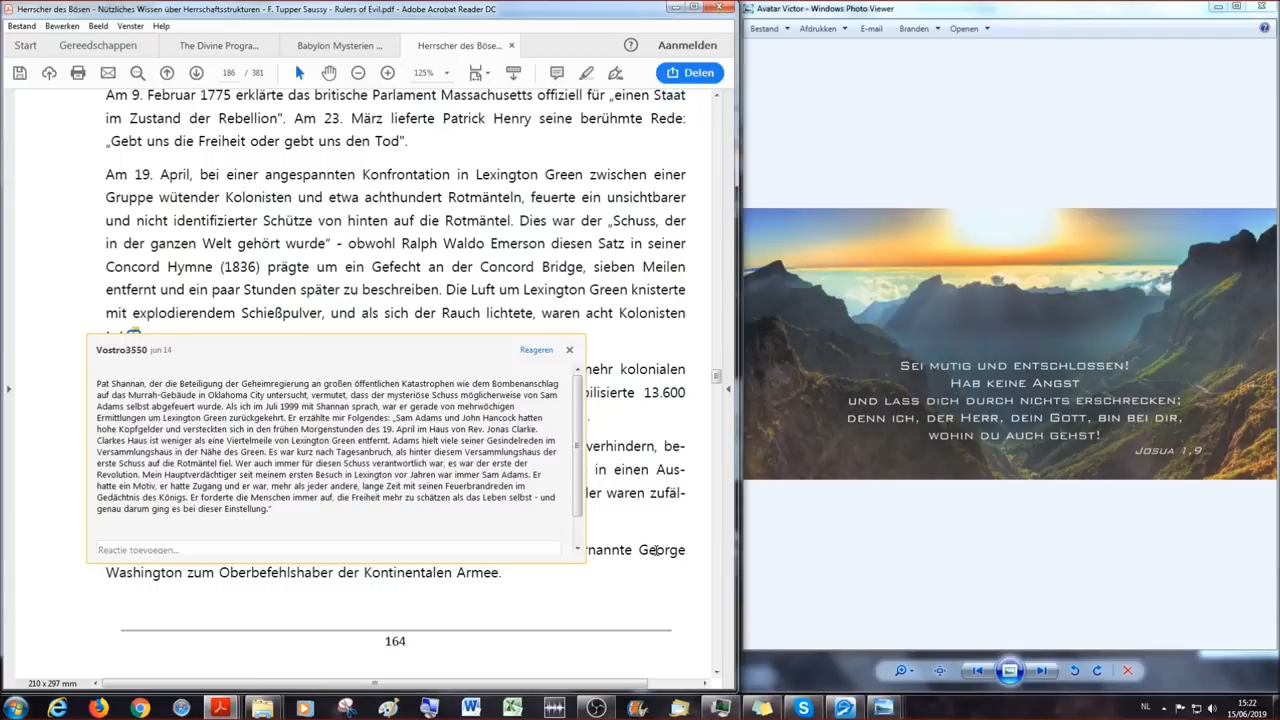 Herrscher des Bösen - Nützliches Wissen über Herrschaftsstrukturen - F. Tupper Saussy - Rulers of Evil.pdf - Adobe Acrobat Reader DC
Bestand Bewerken Beeld Venster Help
Start Gereedschappen The Divine Progra... Babylon Mysterien ... Herrscher des Böse... × Aanmelden
186 / 381 125% Delen
Am 9. Februar 1775 erklärte das britische Parlament Massachusetts offiziell für „einen Staat
im Zustand der Rebellion". Am 23. März lieferte Patrick Henry seine berühmte Rede:
„Gebt uns die Freiheit oder gebt uns den Tod".
Am 19. April, bei einer angespannten Konfrontation in Lexington Green zwischen einer
Gruppe wütender Kolonisten und etwa achthundert Rotmänteln, feuerte ein unsichtbarer
und nicht identifizierter Schütze von hinten auf die Rotmäntel. Dies war der „Schuss, der
in der ganzen Welt gehört wurde" - obwohl Ralph Waldo Emerson diesen Satz in seiner
Concord Hymne (1836) prägte um ein Gefecht an der Concord Bridge, sieben Meilen
entfernt und ein paar Stunden später zu beschreiben. Die Luft um Lexington Green knisterte
mit explodierendem Schießpulver, und als sich der Rauch lichtete, waren acht Kolonisten
Vostro3550 jun 14 Reageren
Pat Shannan, der die Beteiligung der Geheimregierung an großen öffentlichen Katastrophen wie dem Bombenanschlag
auf das Murrah-Gebäude in Oklahoma City untersucht, vermutet, dass der mysteriöse Schuss möglicherweise von Sam
Adams selbst abgefeuert wurde. Als ich im Juli 1999 mit Shannan sprach, war er gerade von mehrwöchigen
Ermittlungen um Lexington Green zurückgekehrt. Er erzählte mir Folgendes: „Sam Adams und John Hancock hatten
hohe Kopfgelder und versteckten sich in den frühen Morgenstunden des 19. April im Haus von Rev. Jonas Clarke.
Clarkes Haus ist weniger als eine Viertelmeile von Lexington Green entfernt. Adams hielt viele seiner Gesindelreden im
Versammlungshaus in der Nähe des Green. Es war kurz nach Tagesanbruch, als hinter diesem Versammlungshaus der
erste Schuss auf die Rotmäntel fiel. Wer auch immer für diesen Schuss verantwortlich war, es war der erste der
Revolution. Mein Hauptverdächtiger seit meinem ersten Besuch in Lexington vor Jahren war immer Sam Adams. Er
hatte ein Motiv, er hatte Zugang und er war, mehr als jeder andere, lange Zeit mit seinen Feuerbrandreden im
Gedächtnis des Königs. Er forderte die Menschen immer auf, die Freiheit mehr zu schätzen als das Leben selbst - und
genau darum ging es bei dieser Einstellung."
Reactie toevoegen...
mehr kolonialen
bilisierte 13.600
verhindern, be-
in einen Aus-
ler waren zufäl-
rnannte George
Washington zum Oberbefehlshaber der Kontinentalen Armee.
164
210 x 297 mm
Avatar Victor - Windows Photo Viewer
Bestand Afdrukken E-mail Branden Openen
Sei mutig und entschlossen!
Hab keine Angst
und lass dich durch nichts erschrecken;
denn ich, der Herr, dein Gott, bin bei dir,
wohin du auch gehst!
Josua 1,9
NL 15:22
15/06/2019